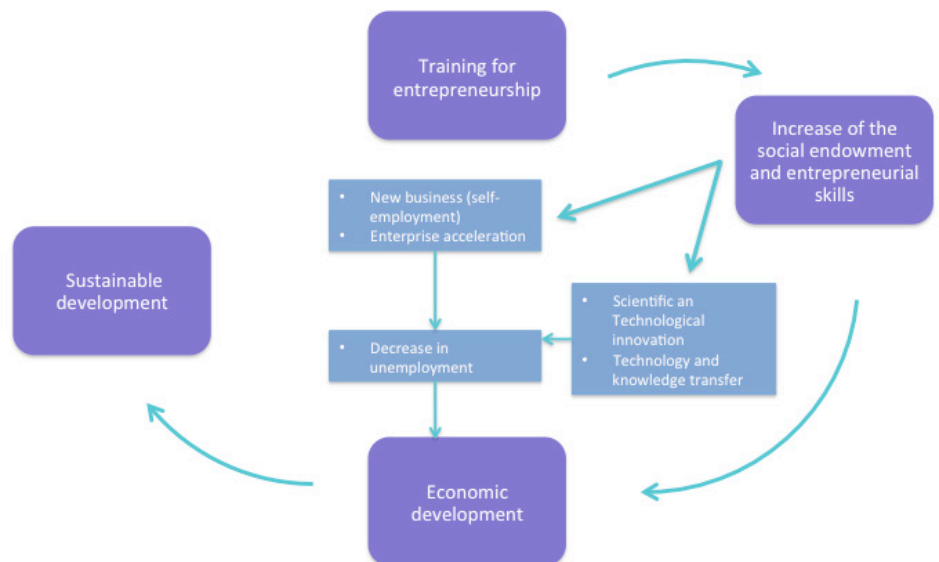 Training for
entrepreneurship
Increase of the
social endowment
and entrepreneurial
skills
• New business (self-
employment)
• Enterprise acceleration
Sustainable
development
• Scientific an
Technological
innovation
• Technology and
knowledge transfer
• Decrease in
unemployment
Economic
development